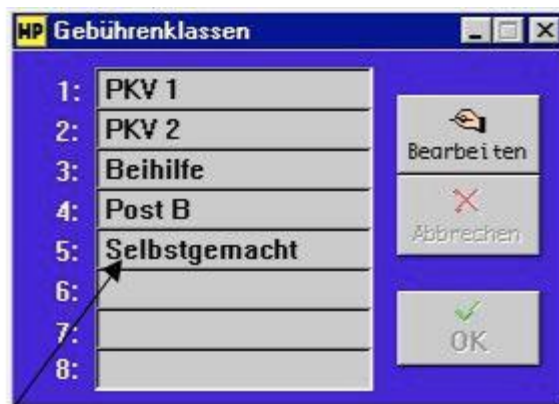 HP Gebührenklassen
1: PKV 1
2: PKV 2
3: Beihilfe
4: Post B
5: Selbstgemacht
6:
7:
8:
Bearbeiten
Abbrechen
OK